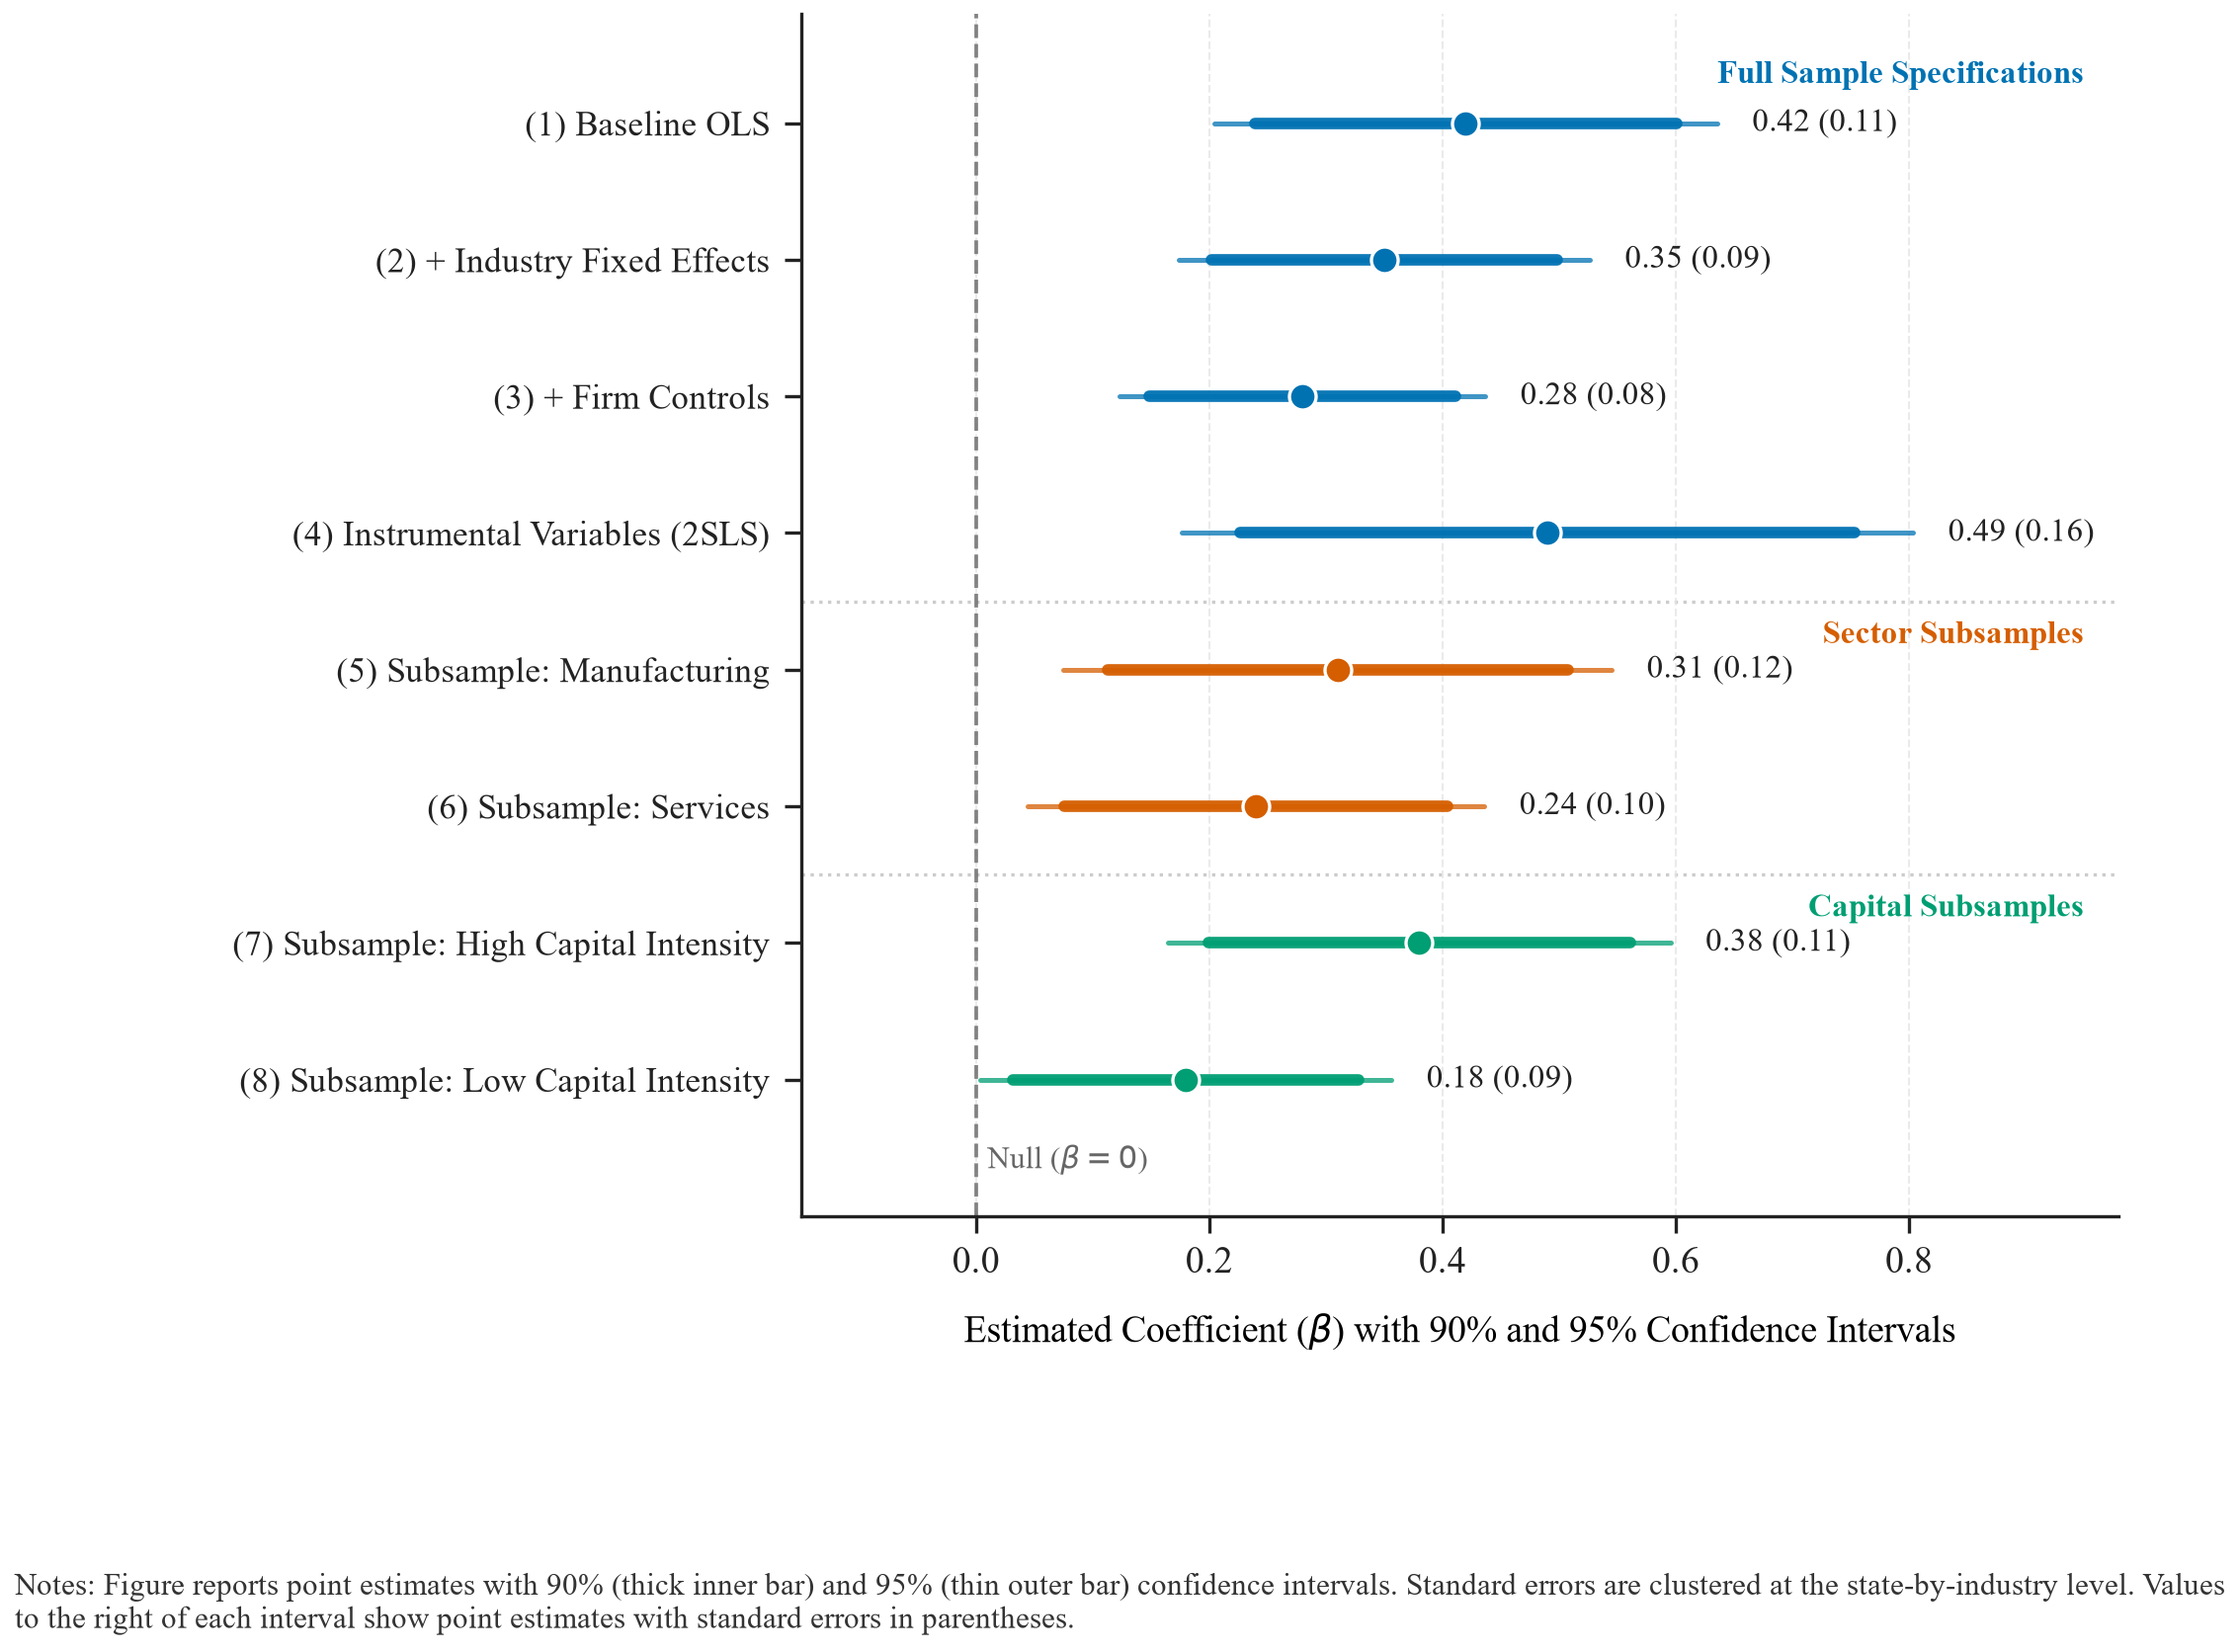 Full Sample Specifications
(1) Baseline OLS
0.42 (0.11)
(2) + Industry Fixed Effects
0.35 (0.09)
(3) + Firm Controls
0.28 (0.08)
(4) Instrumental Variables (2SLS)
0.49 (0.16)
Sector Subsamples
(5) Subsample: Manufacturing
0.31 (0.12)
(6) Subsample: Services
0.24 (0.10)
Capital Subsamples
(7) Subsample: High Capital Intensity
0.38 (0.11)
(8) Subsample: Low Capital Intensity
0.18 (0.09)
Null (β = 0)
0.0 0.2 0.4 0.6 0.8
Estimated Coefficient (β) with 90% and 95% Confidence Intervals
Notes: Figure reports point estimates with 90% (thick inner bar) and 95% (thin outer bar) confidence intervals. Standard errors are clustered at the state-by-industry level. Values
to the right of each interval show point estimates with standard errors in parentheses.